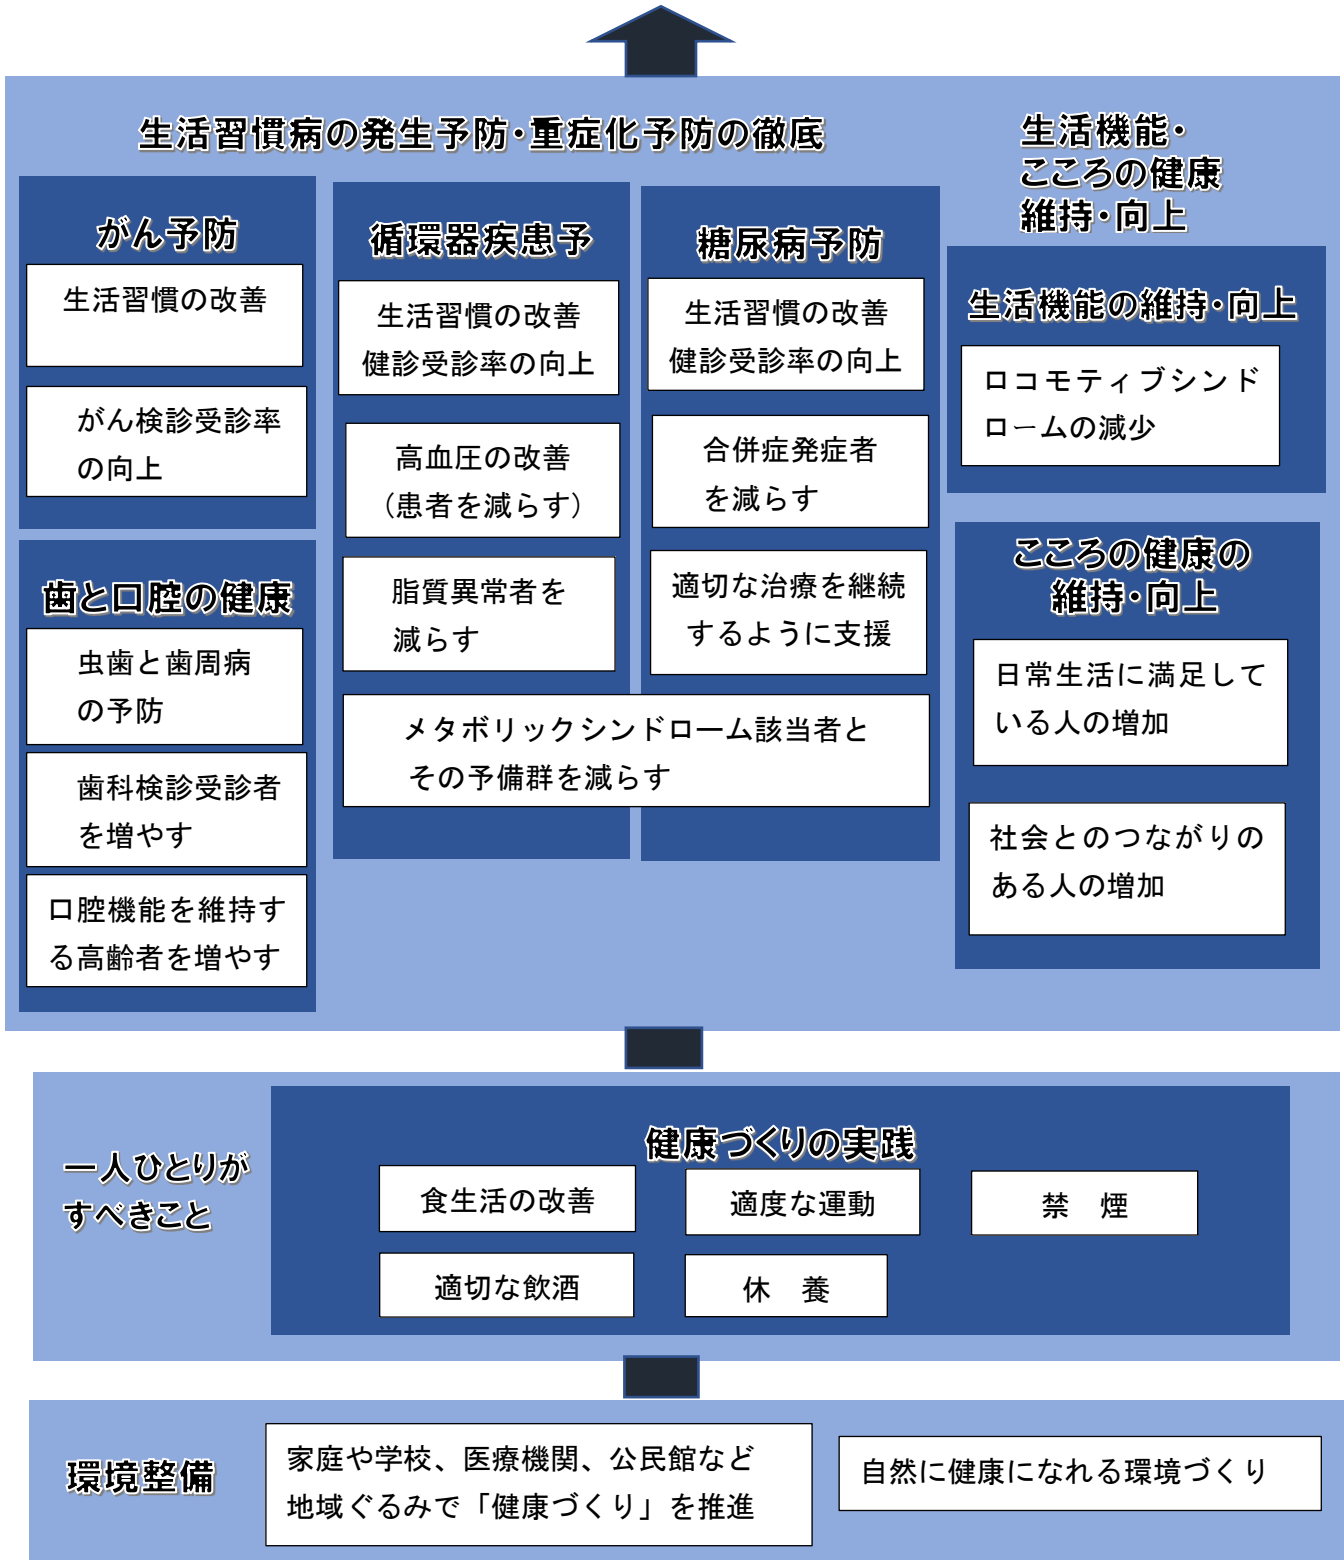 生活習慣病の発生予防・重症化予防の徹底
がん予防
生活習慣の改善
がん検診受診率
の向上
歯と口腔の健康
虫歯と歯周病
の予防
歯科検診受診者
を増やす
口腔機能を維持す
る高齢者を増やす
循環器疾患予
生活習慣の改善
健診受診率の向上
高血圧の改善
（患者を減らす）
脂質異常者を
減らす
糖尿病予防
生活習慣の改善
健診受診率の向上
合併症発症者
を減らす
適切な治療を継続
するように支援
メタボリックシンドローム該当者と
その予備群を減らす
生活機能・
こころの健康
維持・向上
生活機能の維持・向上
ロコモティブシンド
ロームの減少
こころの健康の
維持・向上
日常生活に満足して
いる人の増加
社会とのつながりの
ある人の増加
一人ひとりが
すべきこと
健康づくりの実践
食生活の改善
適度な運動
禁　煙
適切な飲酒
休　養
環境整備
家庭や学校、医療機関、公民館など
地域ぐるみで「健康づくり」を推進
自然に健康になれる環境づくり